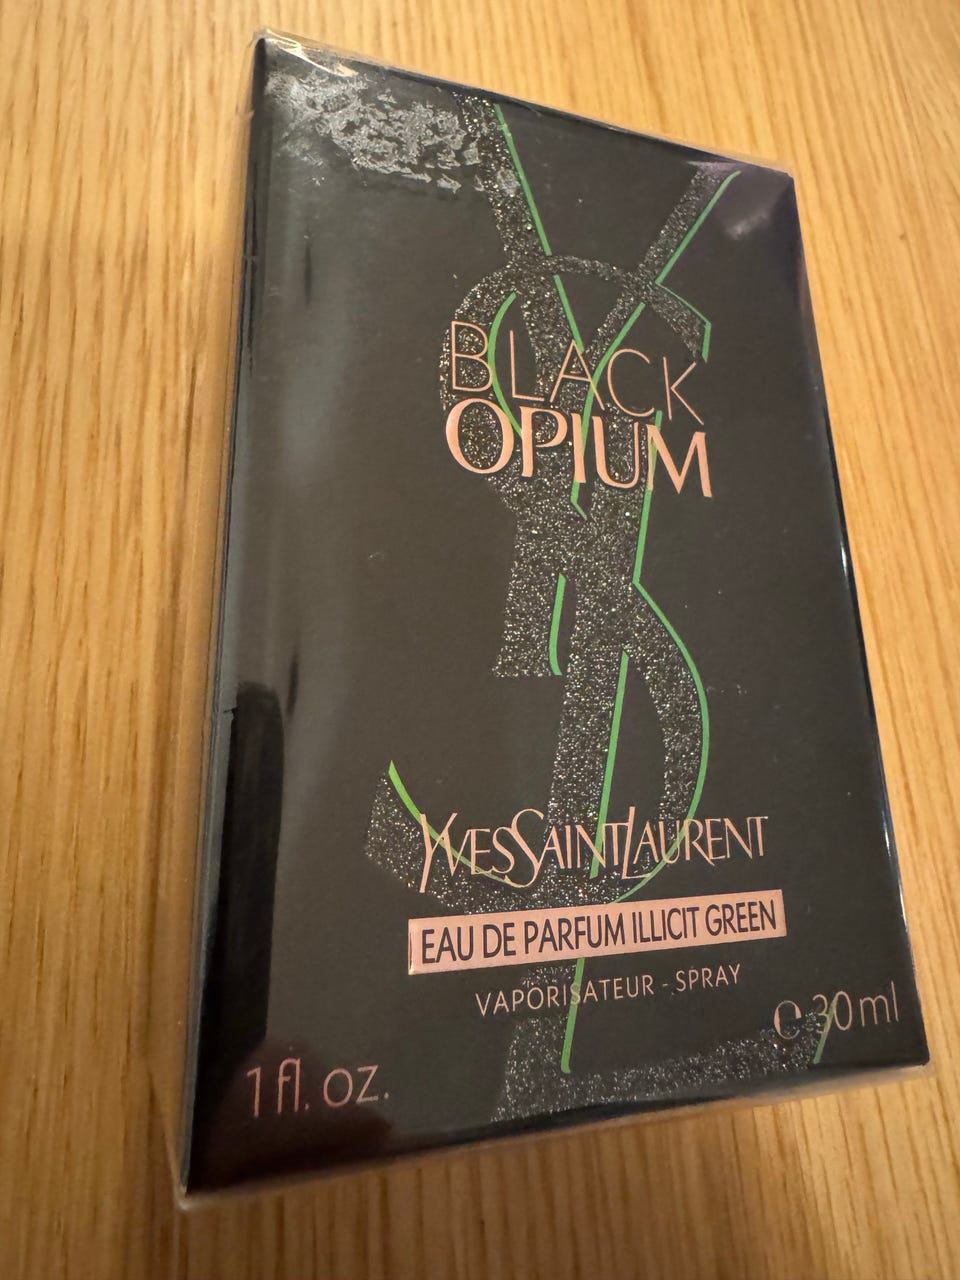 BLACK
OPIUM
YVESSAINTLAURENT
EAU DE PARFUM ILLICIT GREEN
VAPORISATEUR - SPRAY
1 fl. oz.
℮ 30 ml